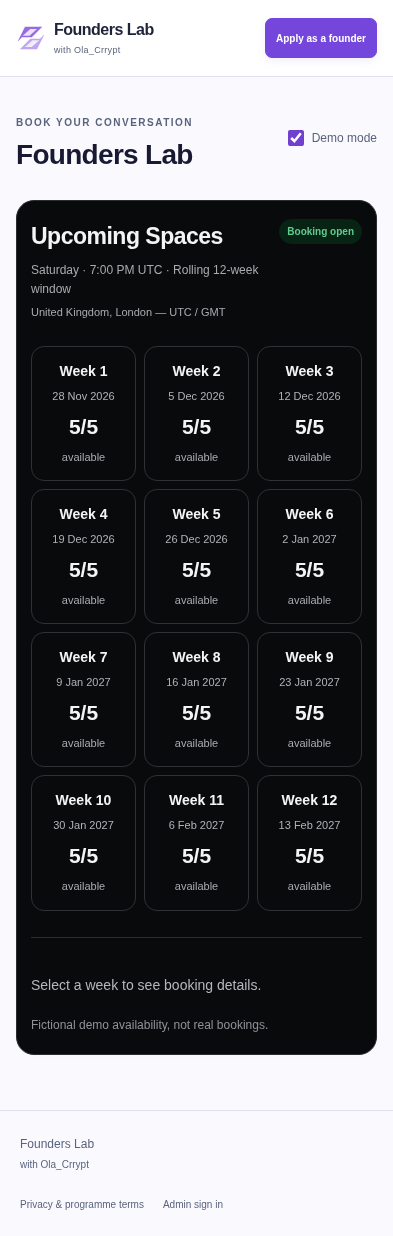 Founders Lab
with Ola_Crrypt
Apply as a founder
BOOK YOUR CONVERSATION
Founders Lab
Demo mode
Upcoming Spaces
Booking open
Saturday · 7:00 PM UTC · Rolling 12-week
window
United Kingdom, London — UTC / GMT
Week 1
28 Nov 2026
5/5
available
Week 2
5 Dec 2026
5/5
available
Week 3
12 Dec 2026
5/5
available
Week 4
19 Dec 2026
5/5
available
Week 5
26 Dec 2026
5/5
available
Week 6
2 Jan 2027
5/5
available
Week 7
9 Jan 2027
5/5
available
Week 8
16 Jan 2027
5/5
available
Week 9
23 Jan 2027
5/5
available
Week 10
30 Jan 2027
5/5
available
Week 11
6 Feb 2027
5/5
available
Week 12
13 Feb 2027
5/5
available
Select a week to see booking details.
Fictional demo availability, not real bookings.
Founders Lab
with Ola_Crrypt
Privacy & programme terms
Admin sign in